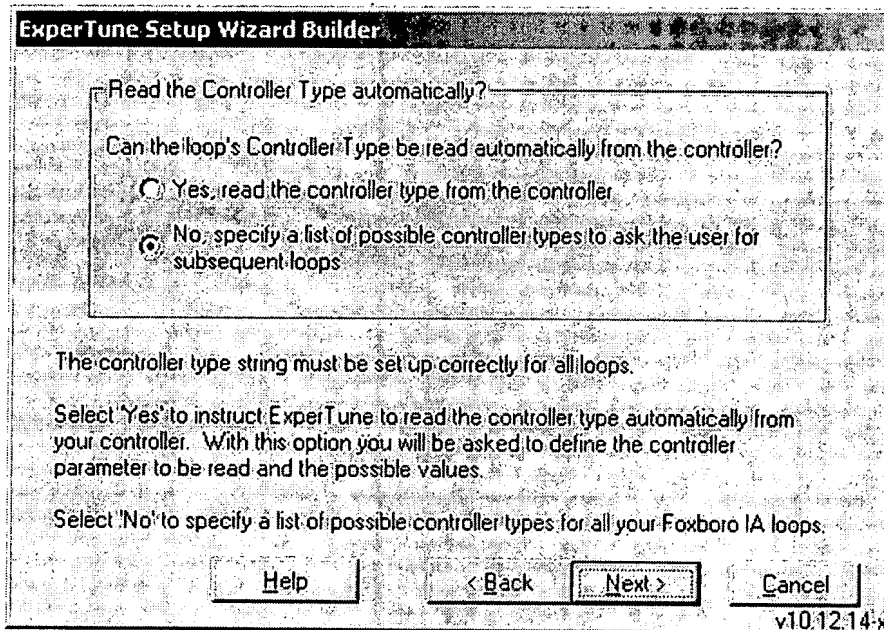 ExperTune Setup Wizard Builder
Read the Controller Type automatically?
Can the loop's Controller Type be read automatically from the controller?
Yes, read the controller type from the controller
No, specify a list of possible controller types to ask the user for
subsequent loops
The controller type string must be set up correctly for all loops.
Select 'Yes' to instruct ExperTune to read the controller type automatically from
your controller. With this option you will be asked to define the controller
parameter to be read and the possible values.
Select 'No' to specify a list of possible controller types for all your Foxboro IA loops.
Help
< Back
Next >
Cancel
v10.12.14-x